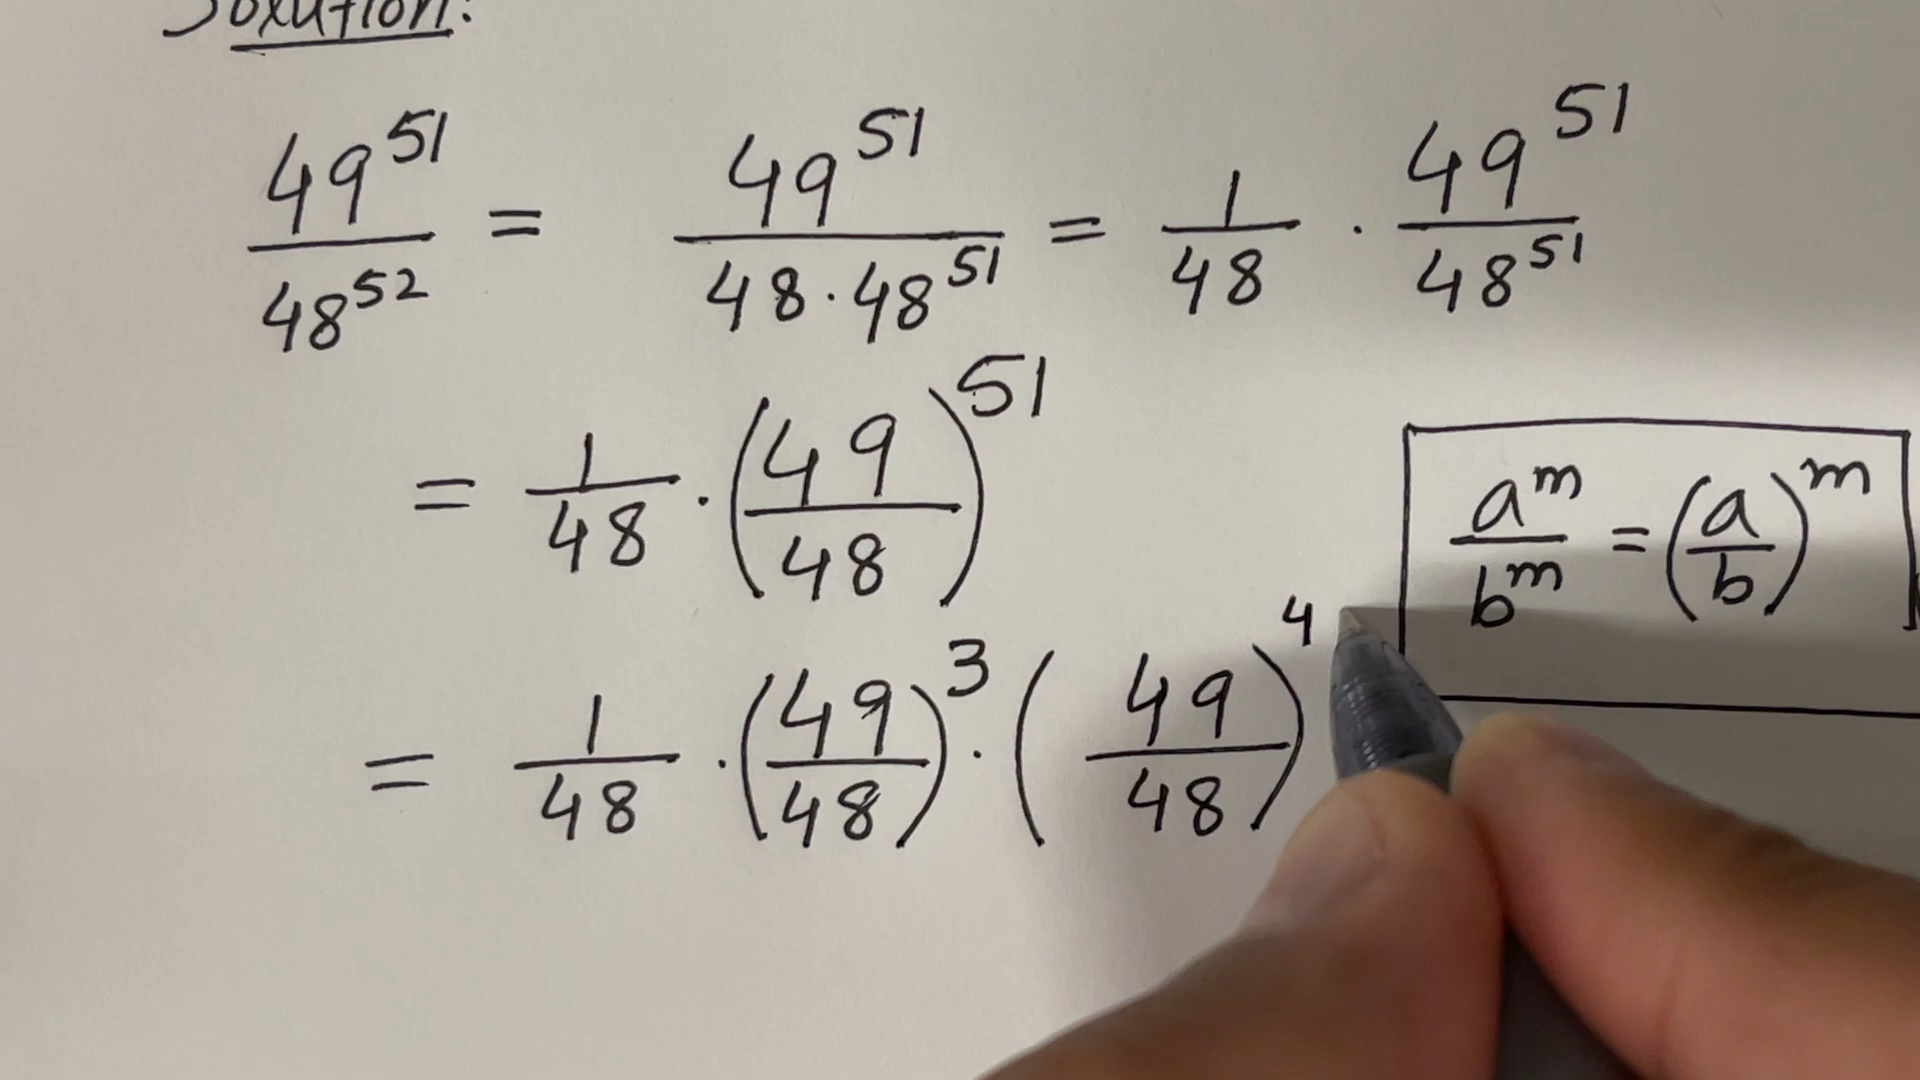 Solution:
49^51 / 48^52 = 49^51 / (48 · 48^51) = 1/48 · 49^51 / 48^51
= 1/48 · (49/48)^51
a^m / b^m = (a/b)^m
= 1/48 · (49/48)^3 · (49/48)^4